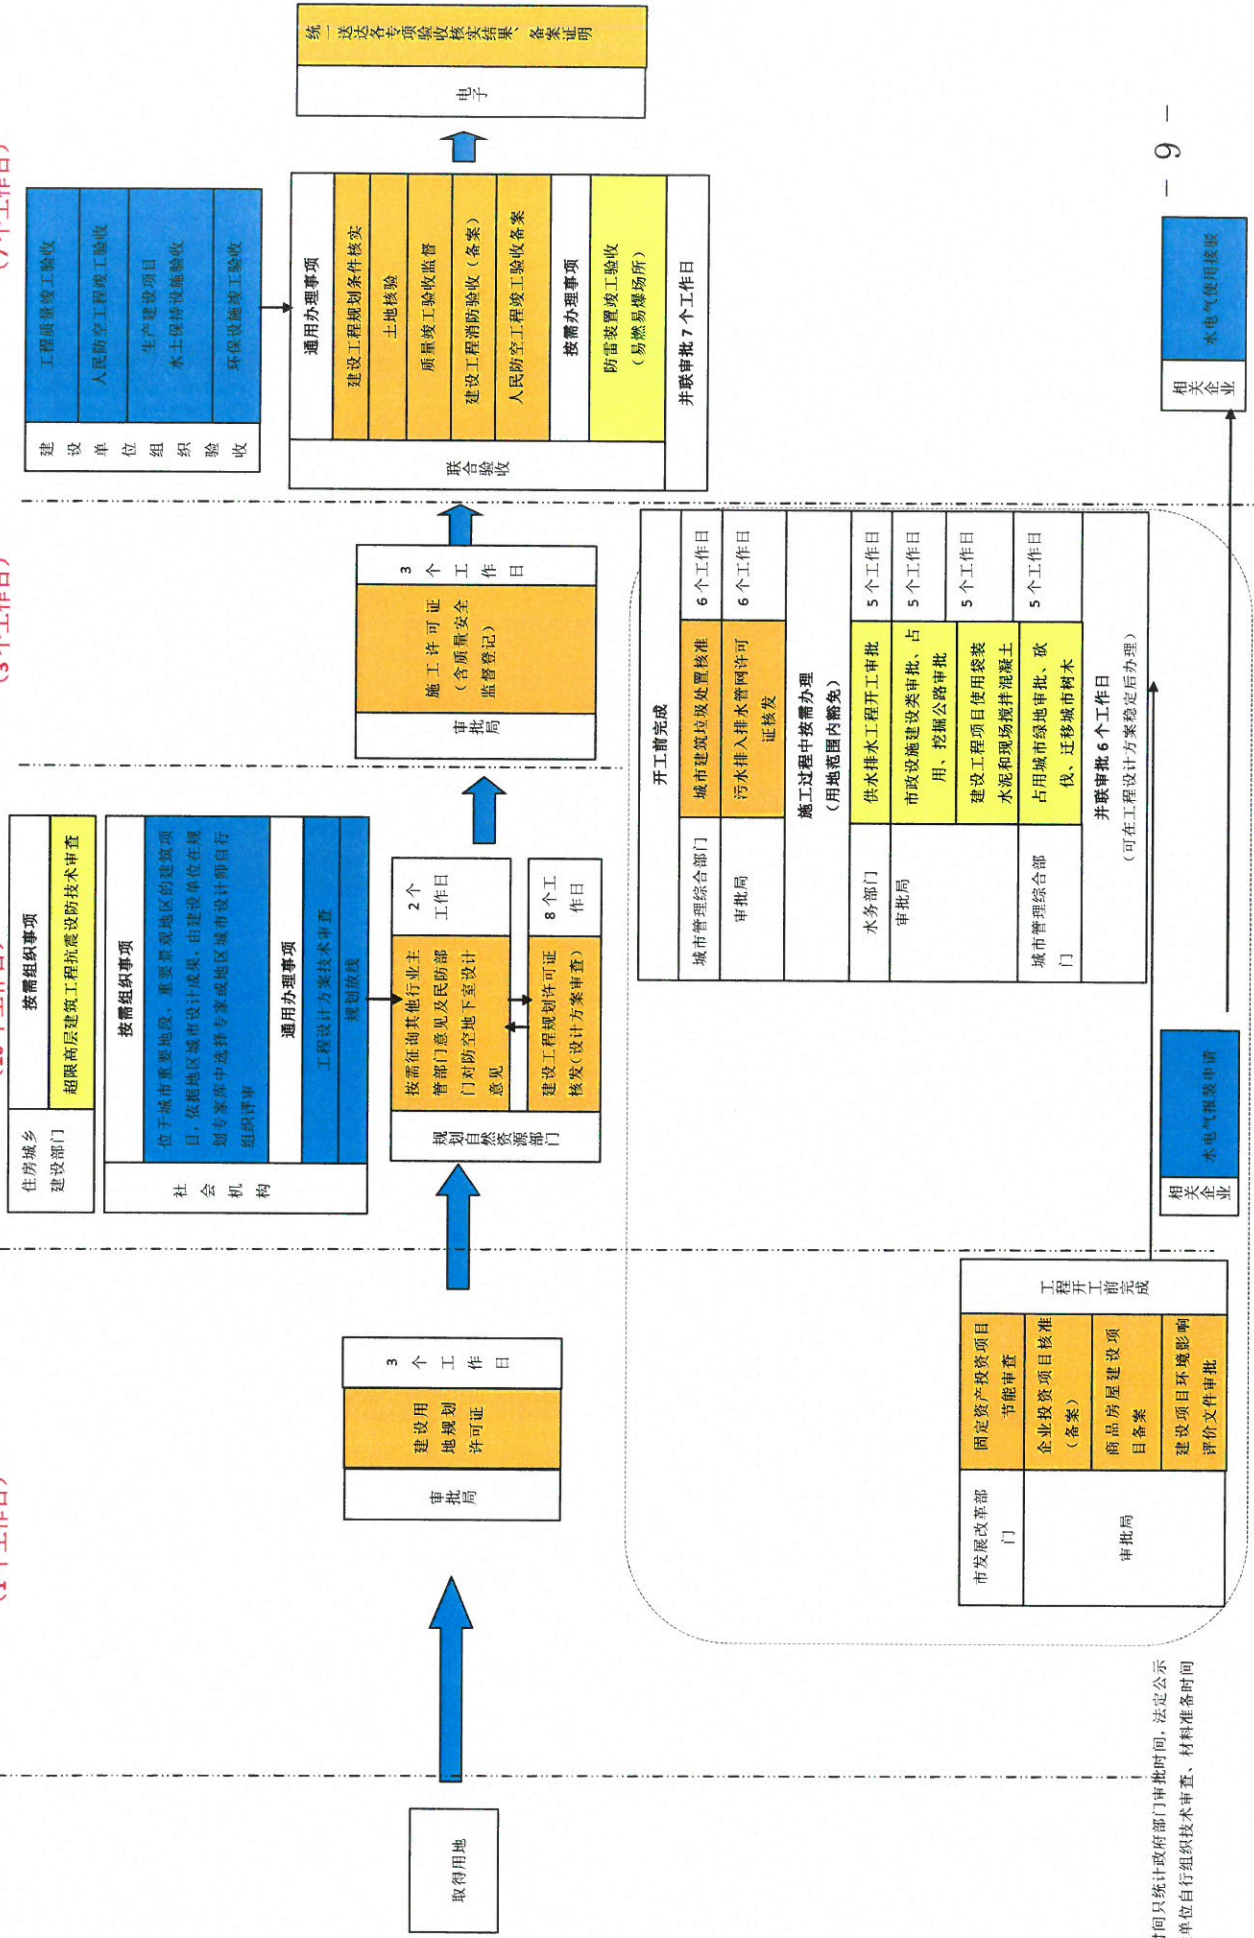 取得用地
审批局
建设用
地规划
许可证
3个工作日
住房城乡
建设部门
按需组织事项
超限高层建筑工程抗震设防技术审查
社会机构
按需组织事项
位于城市重要地段、重要景观地区的建筑项
目，依据地区城市设计成果，由建设单位在规
划专家库中选择专家或地区城市设计师自行
组织评审
通用办理事项
工程设计方案技术审查
规划放线
规划自然资源部门
按需征询其他行业主
管部门意见及民防部
门对防空地下室设计
意见
2个
工作日
建设工程规划许可证
核发（设计方案审查）
8个工
作日
审批局
施工许可证
（含质量安全
监督登记）
3个工作日
建设单位组织验收
工程质量竣工验收
人民防空工程竣工验收
生产建设项目
水土保持设施验收
环保设施竣工验收
联合验收
通用办理事项
建设工程规划条件核实
土地核验
质量竣工验收监督
建设工程消防验收（备案）
人民防空工程竣工验收备案
按需办理事项
防雷装置竣工验收
（易燃易爆场所）
并联审批7个工作日
电子
统一送达各专项验收核实结果、备案证明
市发展改革部
门
固定资产投资项目
节能审查
审批局
企业投资项目核准
（备案）
商品房屋建设项
目备案
建设项目环境影响
评价文件审批
工程开工前完成
开工前完成
城市管理综合部门
城市建筑垃圾处置核准
6个工作日
审批局
污水排入排水管网许可
证核发
6个工作日
施工过程中按需办理
（用地范围内豁免）
水务部门
供水排水工程开工审批
5个工作日
审批局
市政设施建设类审批、占
用、挖掘公路审批
5个工作日
建设工程项目使用袋装
水泥和现场搅拌混凝土
5个工作日
城市管理综合部
门
占用城市绿地审批、砍
伐、迁移城市树木
5个工作日
并联审批6个工作日
（可在工程设计方案稳定后办理）
相关企业
水电气报装申请
相关企业
水电气使用接驳
时间只统计政府部门审批时间，法定公示
单位自行组织技术审查、材料准备时间
— 9 —